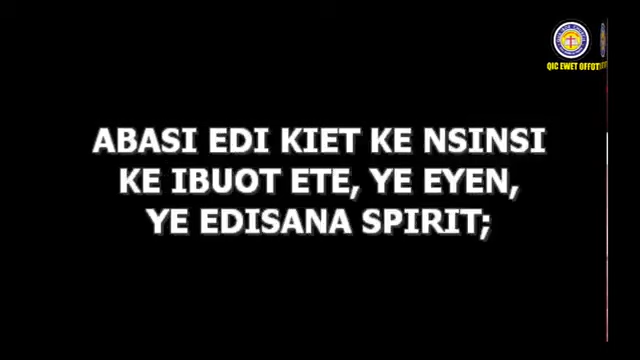 QIC EWET OFFOT
ABASI EDI KIET KE NSINSI
KE IBUOT ETE, YE EYEN,
YE EDISANA SPIRIT;